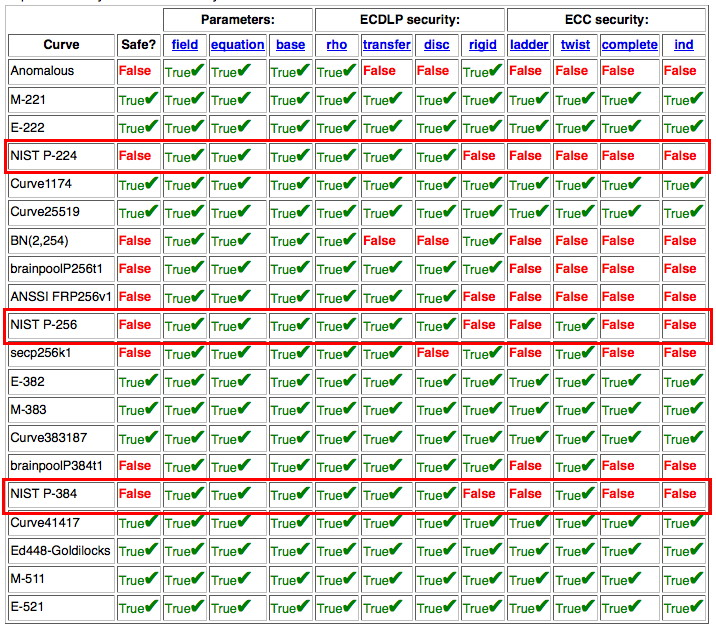 Parameters: ECDLP security: ECC security:
Curve Safe? field equation base rho transfer disc rigid ladder twist complete ind
Anomalous False True✔ True✔ True✔ True✔ False False True✔ False False False False
M-221 True✔ True✔ True✔ True✔ True✔ True✔ True✔ True✔ True✔ True✔ True✔ True✔
E-222 True✔ True✔ True✔ True✔ True✔ True✔ True✔ True✔ True✔ True✔ True✔ True✔
NIST P-224 False True✔ True✔ True✔ True✔ True✔ True✔ False False False False False
Curve1174 True✔ True✔ True✔ True✔ True✔ True✔ True✔ True✔ True✔ True✔ True✔ True✔
Curve25519 True✔ True✔ True✔ True✔ True✔ True✔ True✔ True✔ True✔ True✔ True✔ True✔
BN(2,254) False True✔ True✔ True✔ True✔ False False True✔ False False False False
brainpoolP256t1 False True✔ True✔ True✔ True✔ True✔ True✔ True✔ False False False False
ANSSI FRP256v1 False True✔ True✔ True✔ True✔ True✔ True✔ False False False False False
NIST P-256 False True✔ True✔ True✔ True✔ True✔ True✔ False False True✔ False False
secp256k1 False True✔ True✔ True✔ True✔ True✔ False True✔ False True✔ False False
E-382 True✔ True✔ True✔ True✔ True✔ True✔ True✔ True✔ True✔ True✔ True✔ True✔
M-383 True✔ True✔ True✔ True✔ True✔ True✔ True✔ True✔ True✔ True✔ True✔ True✔
Curve383187 True✔ True✔ True✔ True✔ True✔ True✔ True✔ True✔ True✔ True✔ True✔ True✔
brainpoolP384t1 False True✔ True✔ True✔ True✔ True✔ True✔ True✔ False True✔ False False
NIST P-384 False True✔ True✔ True✔ True✔ True✔ True✔ False False True✔ False False
Curve41417 True✔ True✔ True✔ True✔ True✔ True✔ True✔ True✔ True✔ True✔ True✔ True✔
Ed448-Goldilocks True✔ True✔ True✔ True✔ True✔ True✔ True✔ True✔ True✔ True✔ True✔ True✔
M-511 True✔ True✔ True✔ True✔ True✔ True✔ True✔ True✔ True✔ True✔ True✔ True✔
E-521 True✔ True✔ True✔ True✔ True✔ True✔ True✔ True✔ True✔ True✔ True✔ True✔